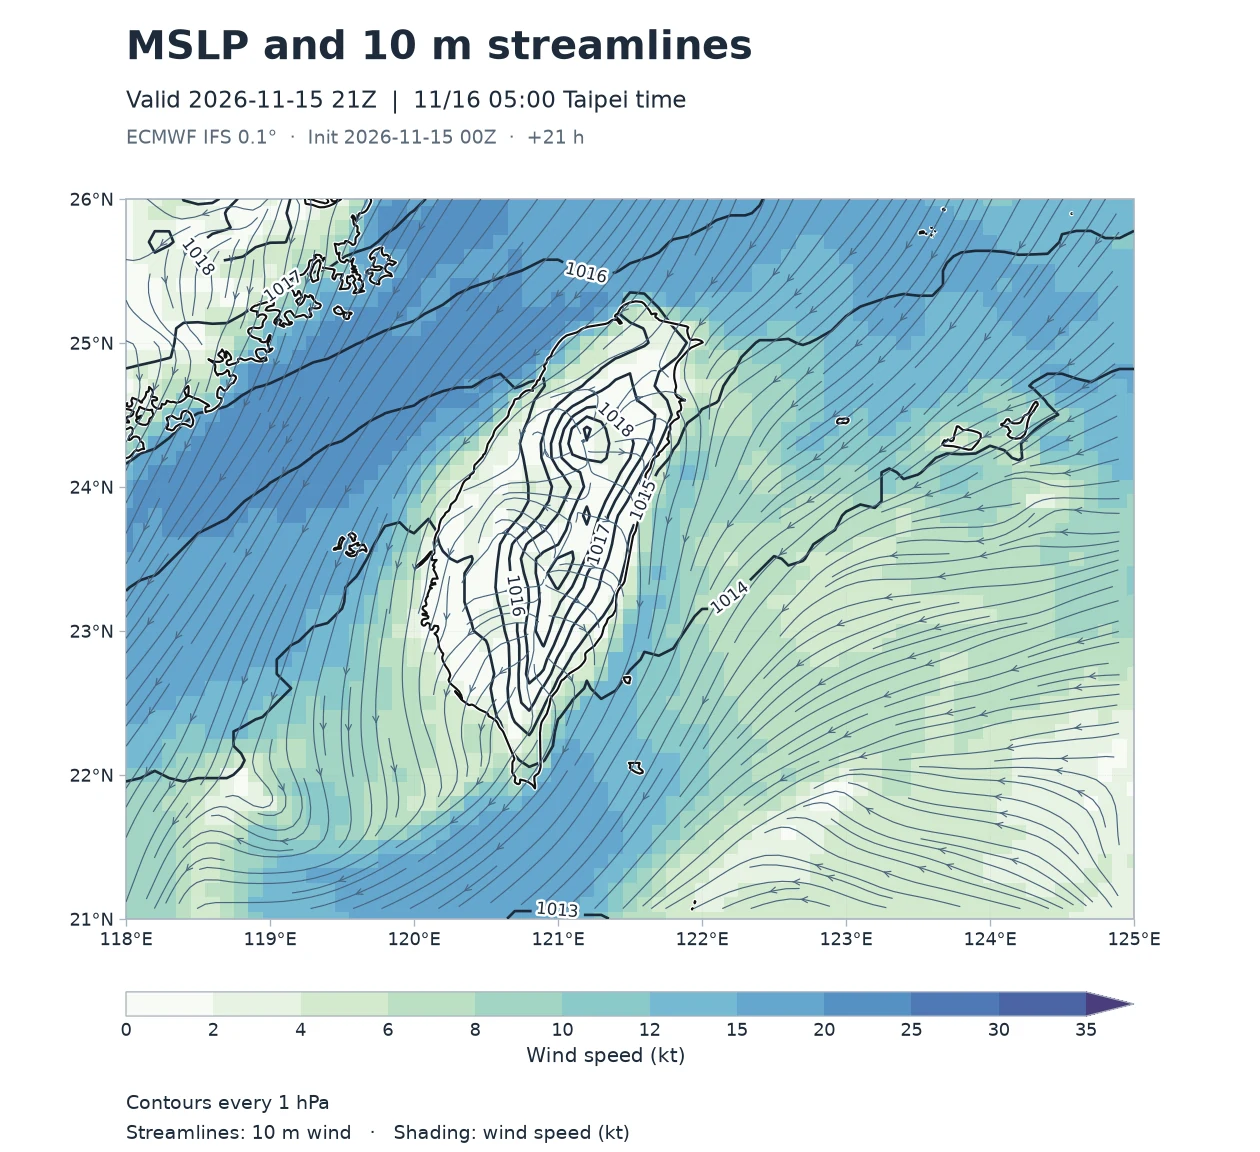 MSLP and 10 m streamlines
Valid 2026-11-15 21Z | 11/16 05:00 Taipei time
ECMWF IFS 0.1° · Init 2026-11-15 00Z · +21 h
26°N
25°N
24°N
23°N
22°N
21°N
1018
1017
1016
1018
1015
1017
1016
1014
1013
118°E 119°E 120°E 121°E 122°E 123°E 124°E 125°E
0 2 4 6 8 10 12 15 20 25 30 35
Wind speed (kt)
Contours every 1 hPa
Streamlines: 10 m wind · Shading: wind speed (kt)